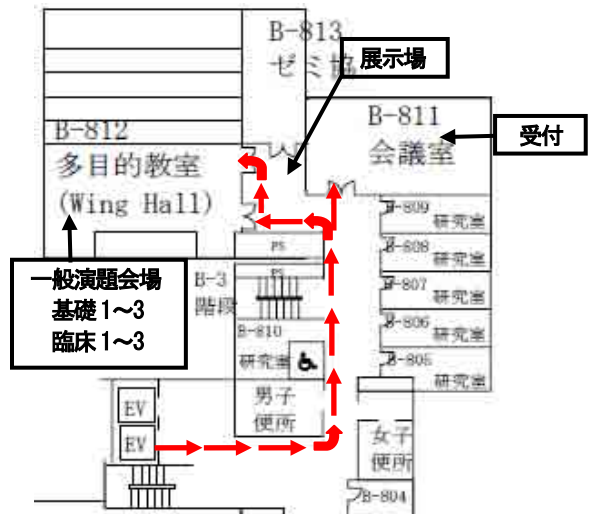 B-813
ゼミ協
展示場
B-811
会議室
受付
B-812
多目的教室
(Wing Hall)
B-809
研究室
PS
B-808
研究室
一般演題会場
基礎1～3
臨床1～3
B-3
階段
PS
B-807
研究室
B-806
研究室
B-810
研究室
B-805
研究室
男子
便所
EV
EV
女子
便所
B-804